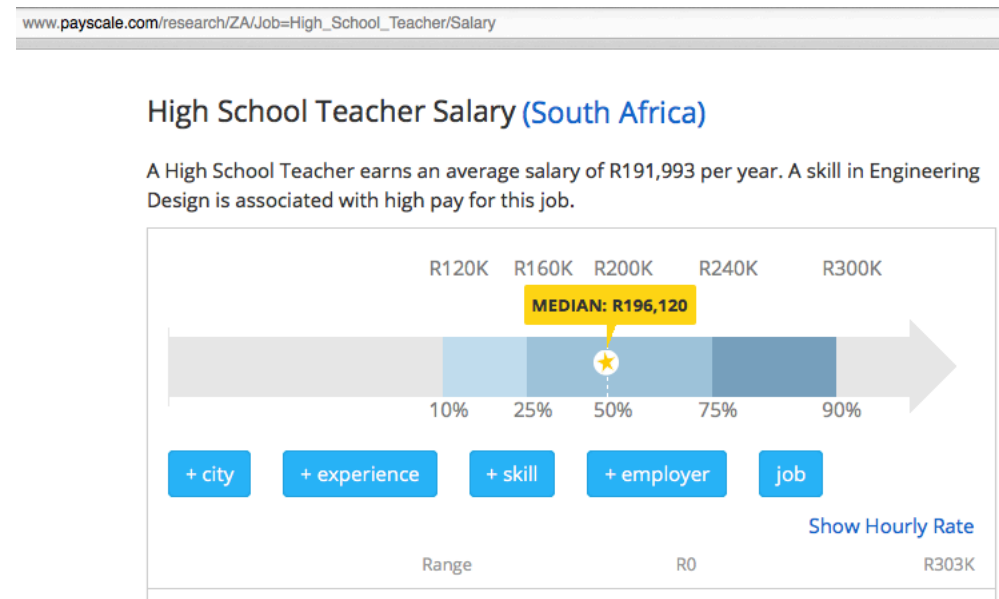 www.payscale.com/research/ZA/Job=High_School_Teacher/Salary
High School Teacher Salary (South Africa)
A High School Teacher earns an average salary of R191,993 per year. A skill in Engineering
Design is associated with high pay for this job.
R120K R160K R200K R240K R300K
MEDIAN: R196,120
10% 25% 50% 75% 90%
+ city + experience + skill + employer job
Show Hourly Rate
Range R0 R303K